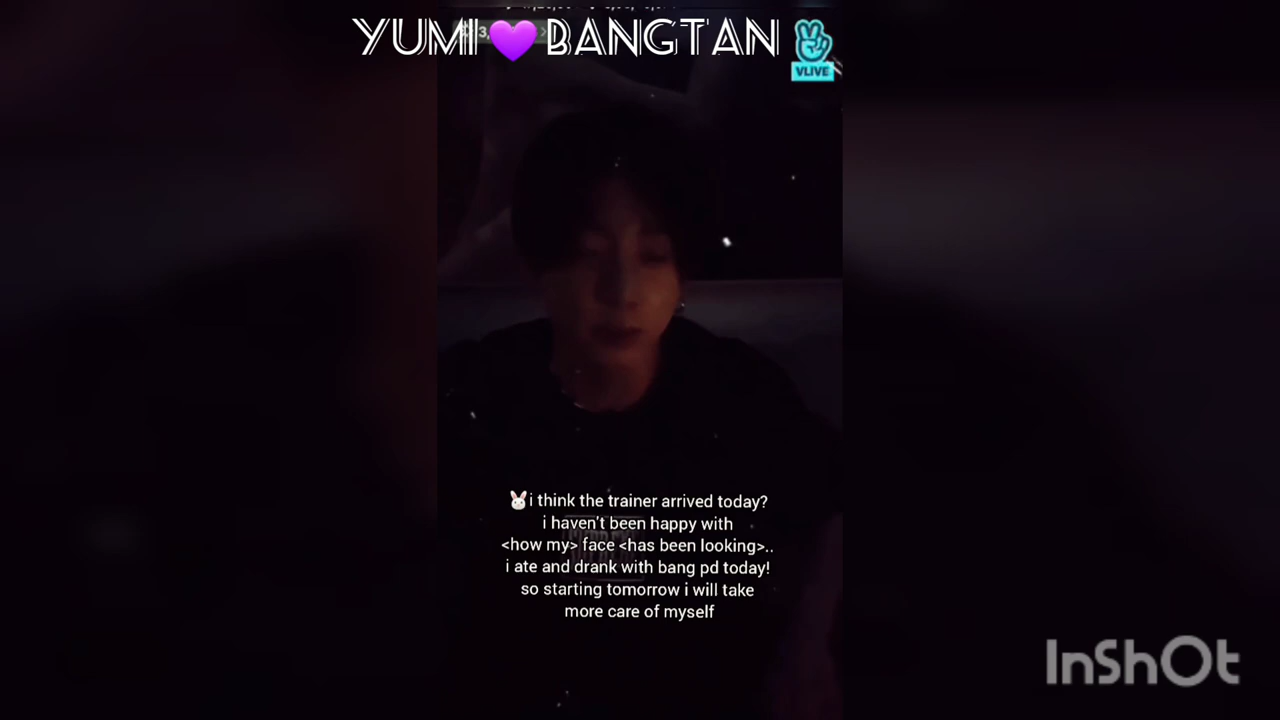 YUMI💜BANGTAN
VLIVE
🐰i think the trainer arrived today?
i haven't been happy with
<how my> face <has been looking>..
i ate and drank with bang pd today!
so starting tomorrow i will take
more care of myself
InShOt